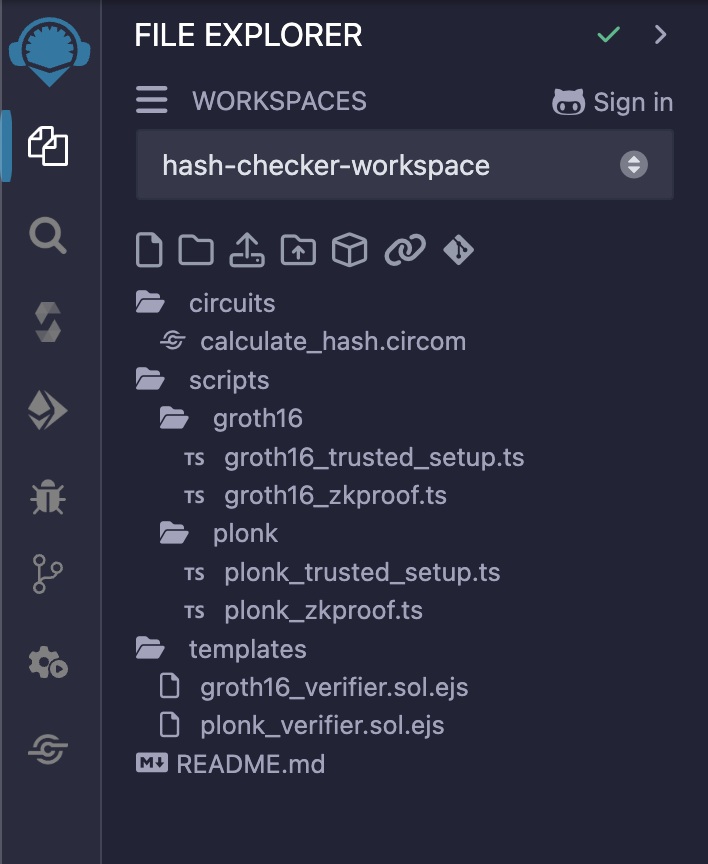 FILE EXPLORER
WORKSPACES Sign in
hash-checker-workspace
circuits
calculate_hash.circom
scripts
groth16
TS groth16_trusted_setup.ts
TS groth16_zkproof.ts
plonk
TS plonk_trusted_setup.ts
TS plonk_zkproof.ts
templates
groth16_verifier.sol.ejs
plonk_verifier.sol.ejs
M README.md